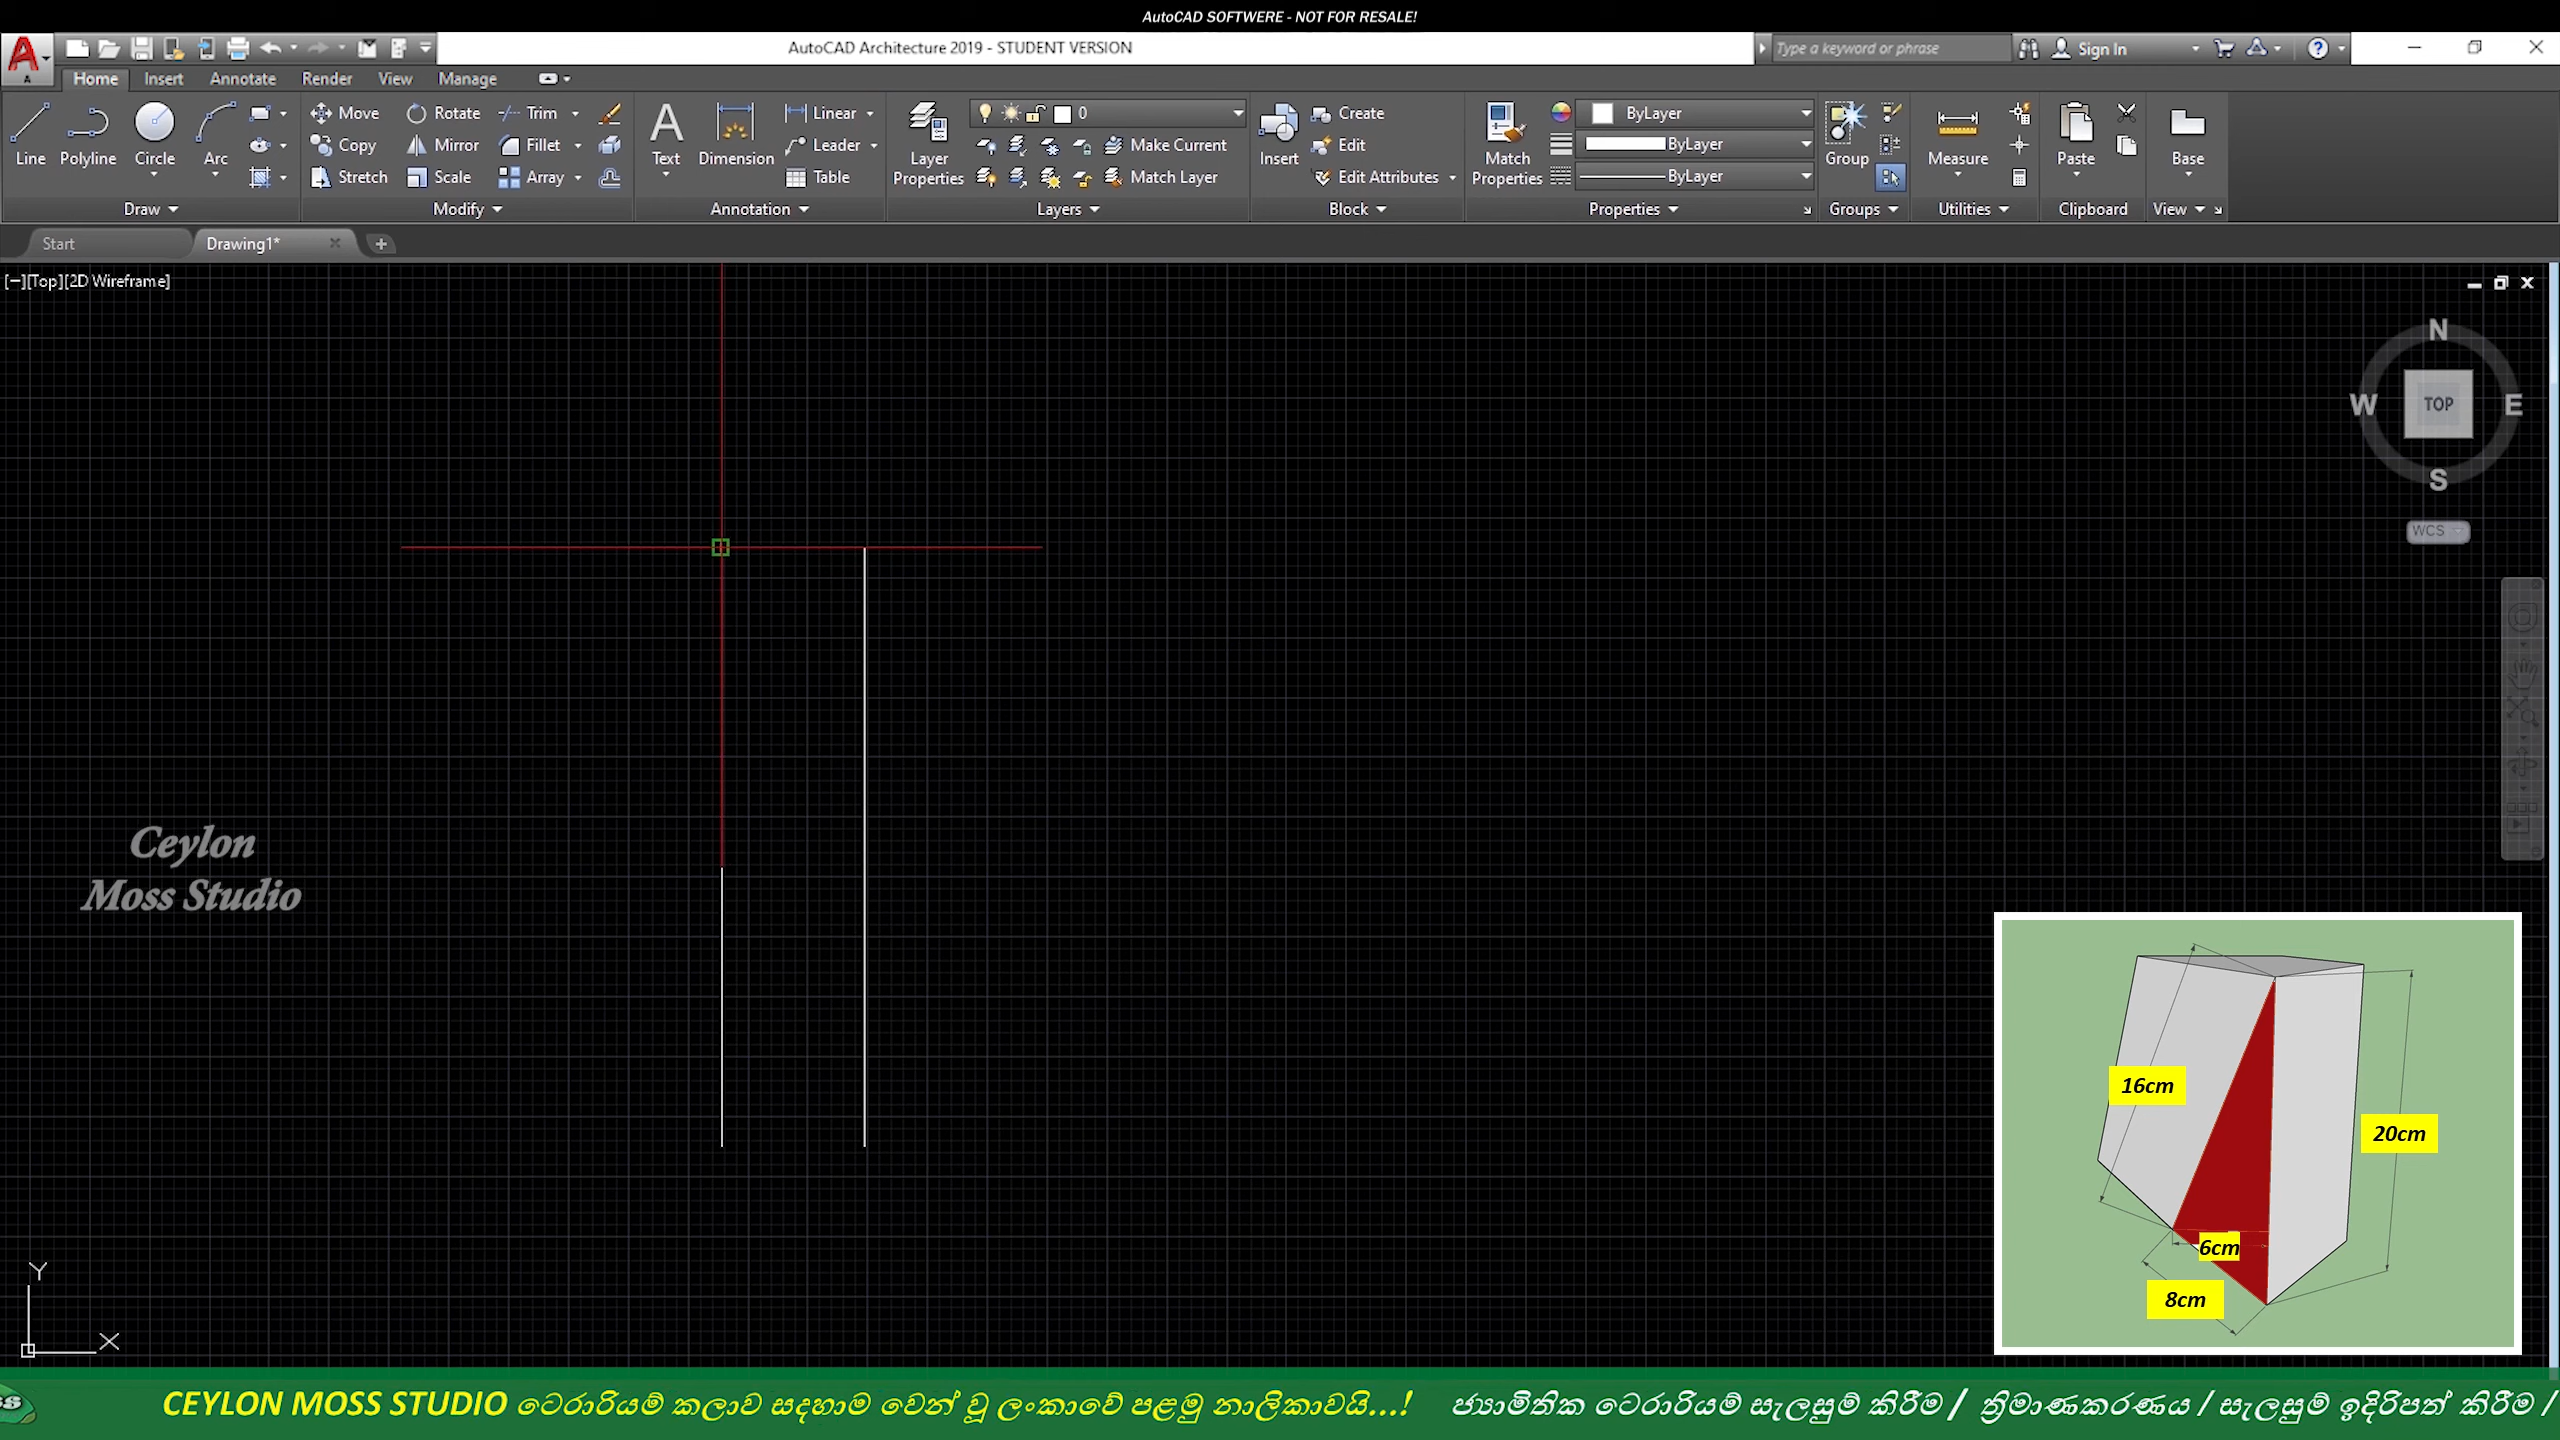 AutoCAD SOFTWERE - NOT FOR RESALE!
AutoCAD Architecture 2019 - STUDENT VERSION
Type a keyword or phrase
Sign In
Home Insert Annotate Render View Manage
Line Polyline Circle Arc
Move Rotate Trim
Copy Mirror Fillet
Stretch Scale Array
Text Dimension
Linear
Leader
Table
Layer Properties
0
Make Current
Match Layer
Insert
Create
Edit
Edit Attributes
Match Properties
ByLayer
ByLayer
ByLayer
Group
Measure
Paste
Base
Draw Modify Annotation Layers Block Properties Groups Utilities Clipboard View
Start Drawing1*
[−][Top][2D Wireframe]
N
W TOP E
S
WCS
Ceylon
Moss Studio
16cm
20cm
6cm
8cm
Y
X
CEYLON MOSS STUDIO ටෙරාරියම් කලාව සදහාම වෙන් වූ ලංකාවේ පළමු නාලිකාවයි...! ජ්‍යාමිතික ටෙරාරියම් සැලසුම් කිරීම / ත්‍රිමාණකරණය / සැලසුම් ඉදිරිපත් කිරීම /